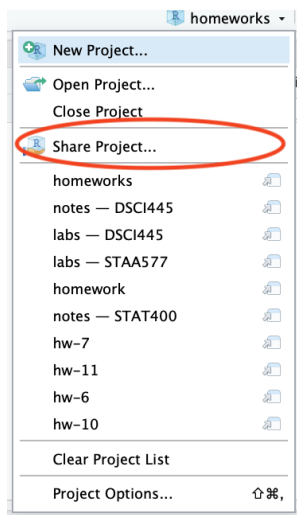 homeworks
New Project...
Open Project...
Close Project
Share Project...
homeworks
notes — DSCI445
labs — DSCI445
labs — STAA577
homework
notes — STAT400
hw-7
hw-11
hw-6
hw-10
Clear Project List
Project Options... ⇧⌘,